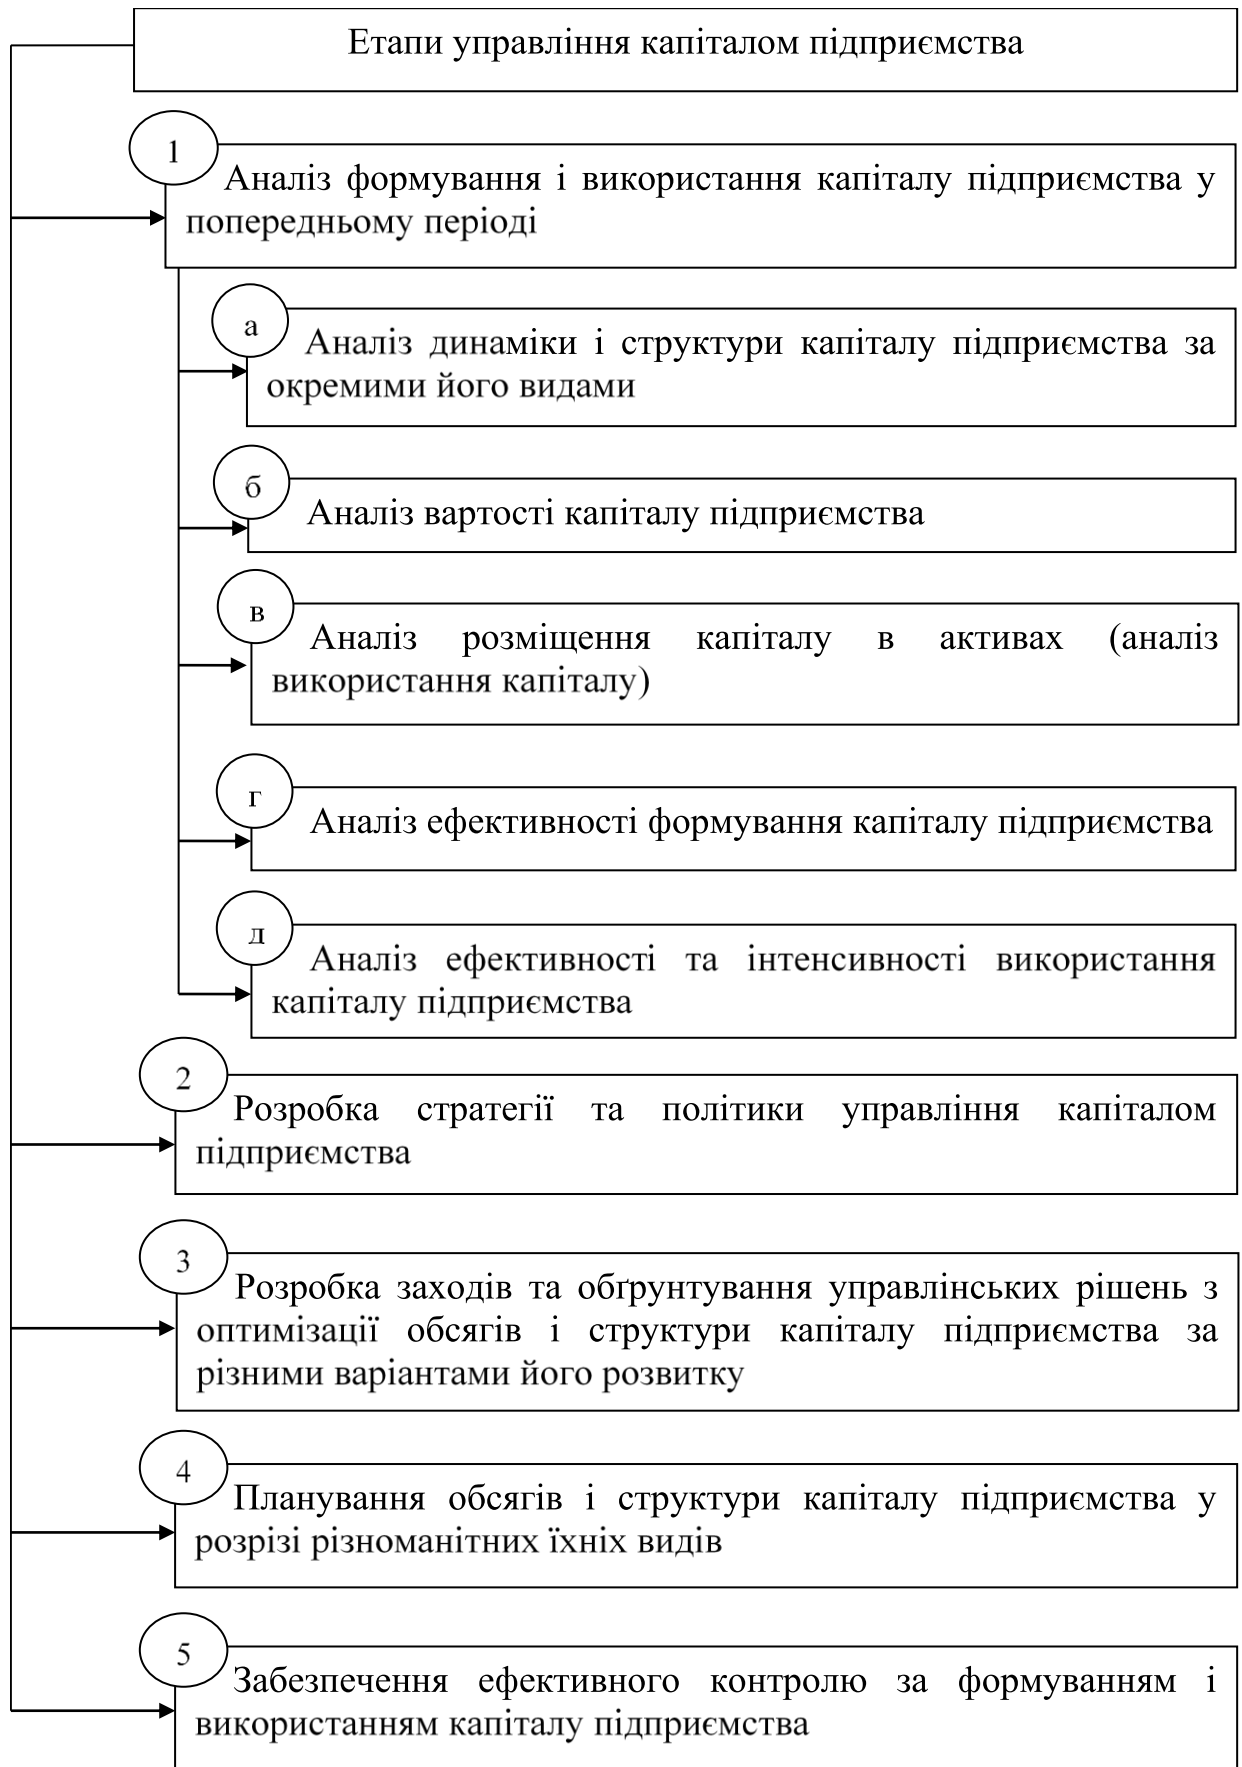 Етапи управління капіталом підприємства
1
Аналіз формування і використання капіталу підприємства у
попередньому періоді
а
Аналіз динаміки і структури капіталу підприємства за
окремими його видами
б
Аналіз вартості капіталу підприємства
в
Аналіз розміщення капіталу в активах (аналіз
використання капіталу)
г
Аналіз ефективності формування капіталу підприємства
д
Аналіз ефективності та інтенсивності використання
капіталу підприємства
2
Розробка стратегії та політики управління капіталом
підприємства
3
Розробка заходів та обґрунтування управлінських рішень з
оптимізації обсягів і структури капіталу підприємства за
різними варіантами його розвитку
4
Планування обсягів і структури капіталу підприємства у
розрізі різноманітних їхніх видів
5
Забезпечення ефективного контролю за формуванням і
використанням капіталу підприємства